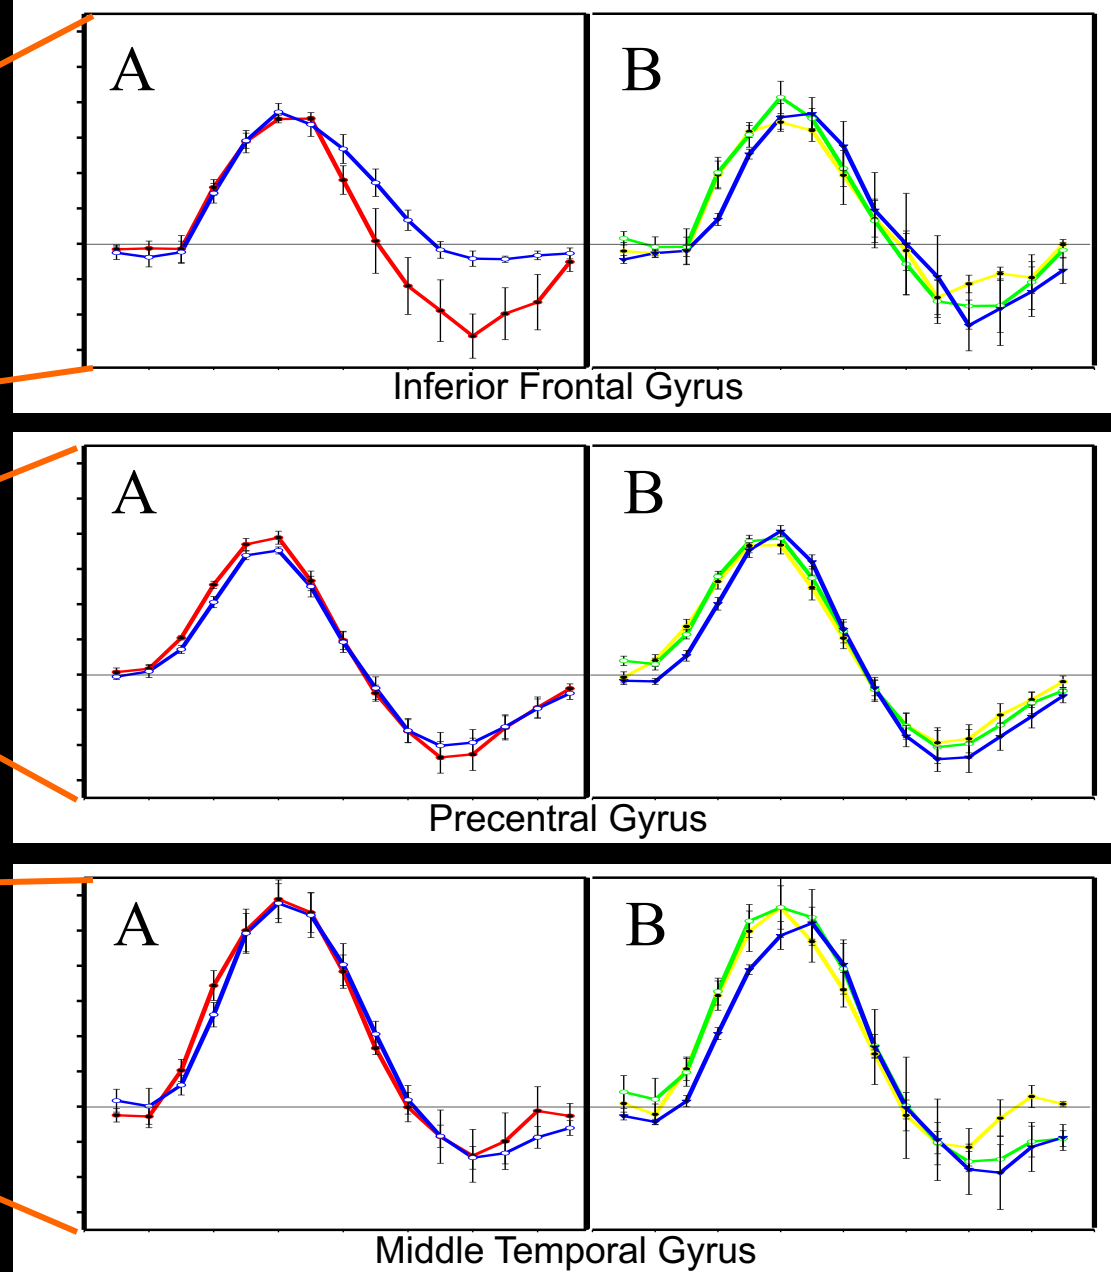 A B
Inferior Frontal Gyrus
A B
Precentral Gyrus
A B
Middle Temporal Gyrus